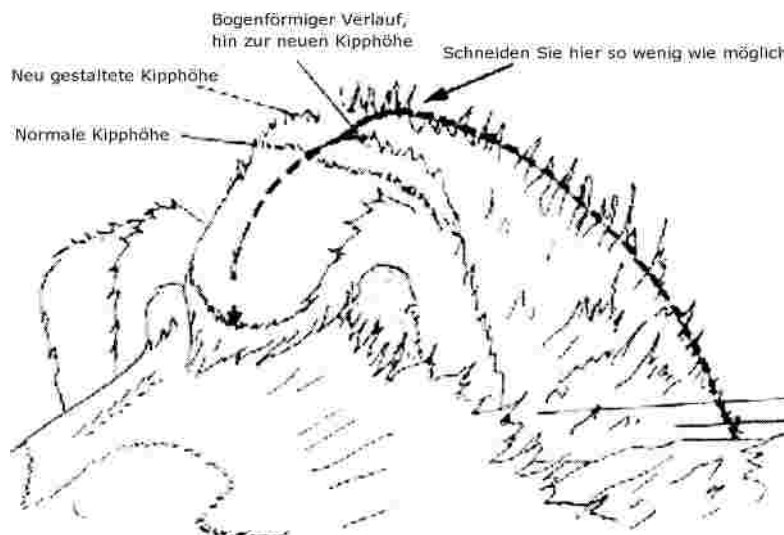 Bogenförmiger Verlauf,
hin zur neuen Kipphöhe
Schneiden Sie hier so wenig wie möglich
Neu gestaltete Kipphöhe
Normale Kipphöhe